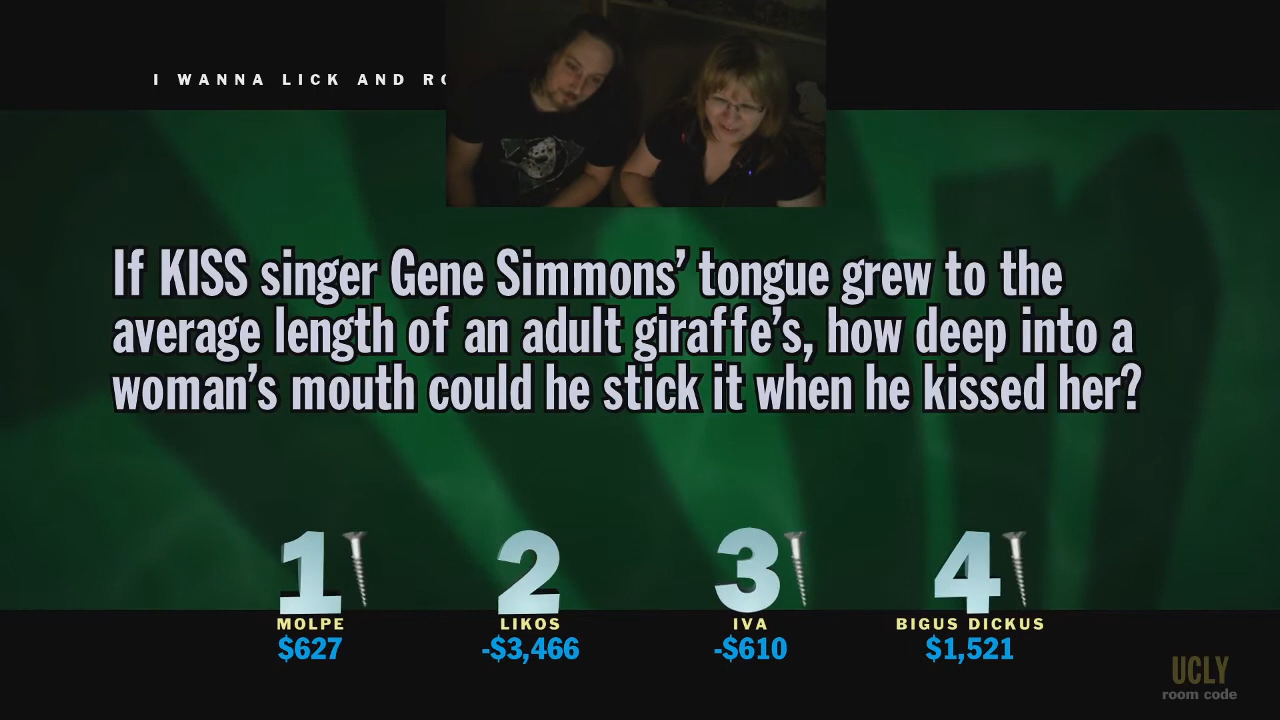 I WANNA LICK AND
If KISS singer Gene Simmons’ tongue grew to the
average length of an adult giraffe’s, how deep into a
woman’s mouth could he stick it when he kissed her?
1 2 3 4
MOLPE LIKOS IVA BIGUS DICKUS
$627 -$3,466 -$610 $1,521
UCLY
room code